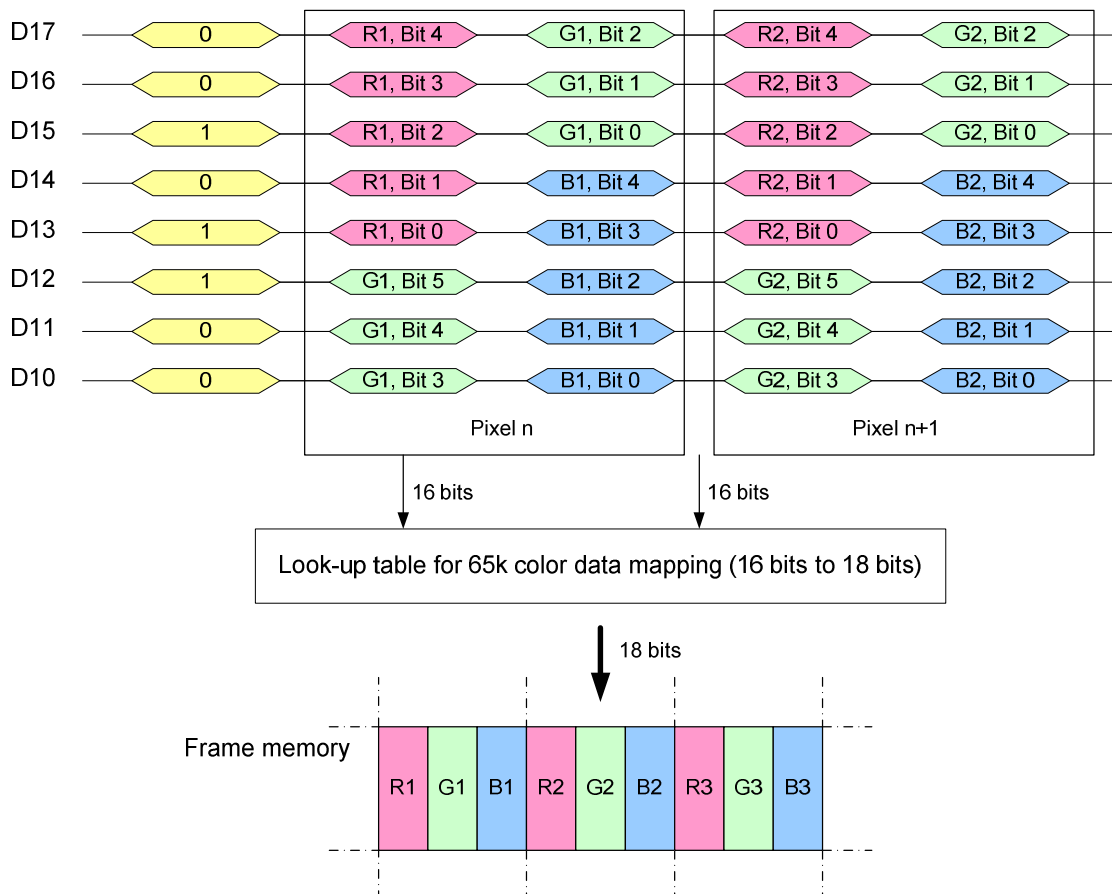 D17 0 R1, Bit 4 G1, Bit 2 R2, Bit 4 G2, Bit 2
D16 0 R1, Bit 3 G1, Bit 1 R2, Bit 3 G2, Bit 1
D15 1 R1, Bit 2 G1, Bit 0 R2, Bit 2 G2, Bit 0
D14 0 R1, Bit 1 B1, Bit 4 R2, Bit 1 B2, Bit 4
D13 1 R1, Bit 0 B1, Bit 3 R2, Bit 0 B2, Bit 3
D12 1 G1, Bit 5 B1, Bit 2 G2, Bit 5 B2, Bit 2
D11 0 G1, Bit 4 B1, Bit 1 G2, Bit 4 B2, Bit 1
D10 0 G1, Bit 3 B1, Bit 0 G2, Bit 3 B2, Bit 0
Pixel n Pixel n+1
16 bits 16 bits
Look-up table for 65k color data mapping (16 bits to 18 bits)
18 bits
Frame memory
R1 G1 B1 R2 G2 B2 R3 G3 B3